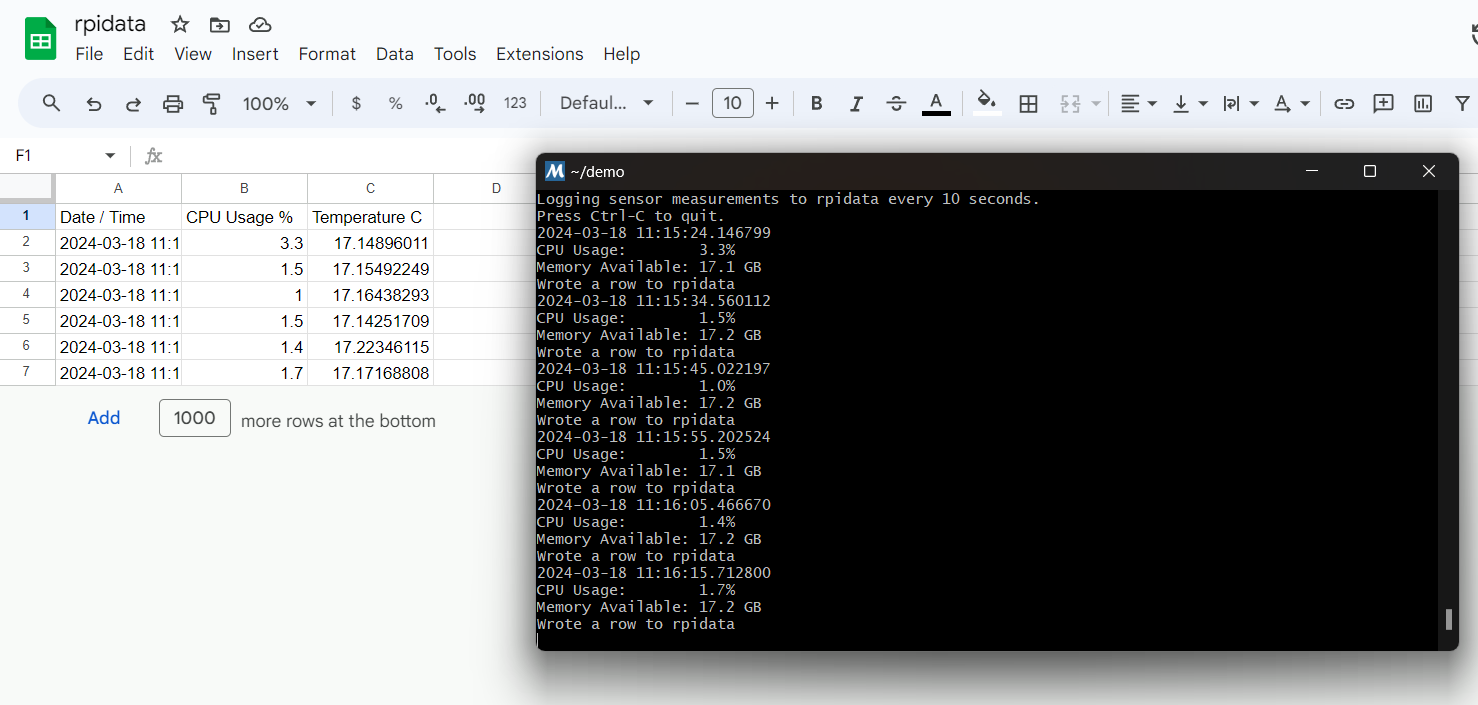 rpidata
File Edit View Insert Format Data Tools Extensions Help
100% $ % .0 .00 123 Defaul... 10 B I S A A
F1 fx
A B C D
1 Date / Time CPU Usage % Temperature C
2 2024-03-18 11:1 3.3 17.14896011
3 2024-03-18 11:1 1.5 17.15492249
4 2024-03-18 11:1 1 17.16438293
5 2024-03-18 11:1 1.5 17.14251709
6 2024-03-18 11:1 1.4 17.22346115
7 2024-03-18 11:1 1.7 17.17168808
Add 1000 more rows at the bottom
M ~/demo
Logging sensor measurements to rpidata every 10 seconds.
Press Ctrl-C to quit.
2024-03-18 11:15:24.146799
CPU Usage: 3.3%
Memory Available: 17.1 GB
Wrote a row to rpidata
2024-03-18 11:15:34.560112
CPU Usage: 1.5%
Memory Available: 17.2 GB
Wrote a row to rpidata
2024-03-18 11:15:45.022197
CPU Usage: 1.0%
Memory Available: 17.2 GB
Wrote a row to rpidata
2024-03-18 11:15:55.202524
CPU Usage: 1.5%
Memory Available: 17.1 GB
Wrote a row to rpidata
2024-03-18 11:16:05.466670
CPU Usage: 1.4%
Memory Available: 17.2 GB
Wrote a row to rpidata
2024-03-18 11:16:15.712800
CPU Usage: 1.7%
Memory Available: 17.2 GB
Wrote a row to rpidata